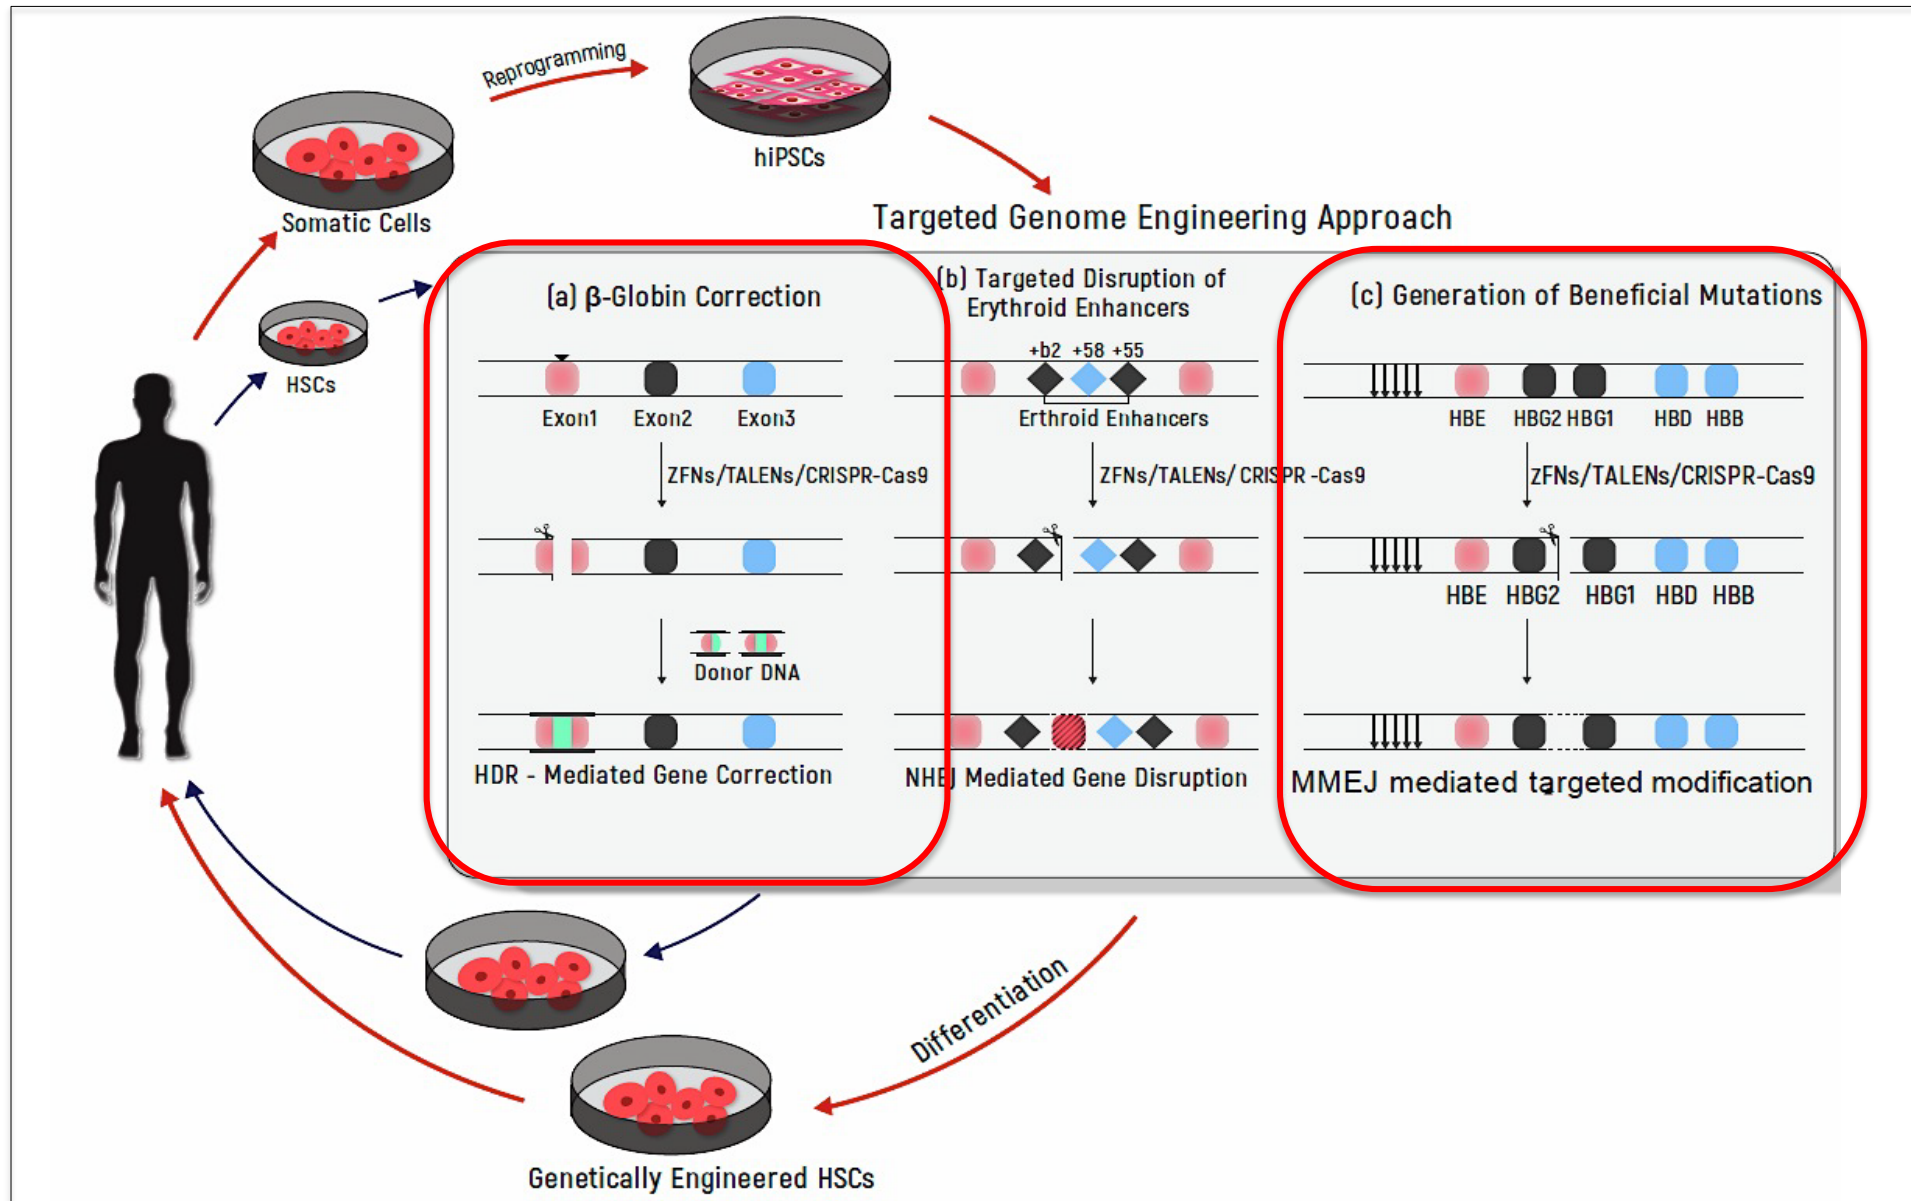 Reprogramming
hiPSCs
Somatic Cells
HSCs
Targeted Genome Engineering Approach
(a) β-Globin Correction
Exon1 Exon2 Exon3
ZFNs/TALENs/CRISPR-Cas9
Donor DNA
HDR - Mediated Gene Correction
(b) Targeted Disruption of
Erythroid Enhancers
+b2 +58 +55
Erthroid Enhancers
ZFNs/TALENs/ CRISPR -Cas9
NHEJ Mediated Gene Disruption
(c) Generation of Beneficial Mutations
HBE HBG2 HBG1 HBD HBB
ZFNs/TALENs/CRISPR-Cas9
HBE HBG2 HBG1 HBD HBB
MMEJ mediated targeted modification
Differentiation
Genetically Engineered HSCs